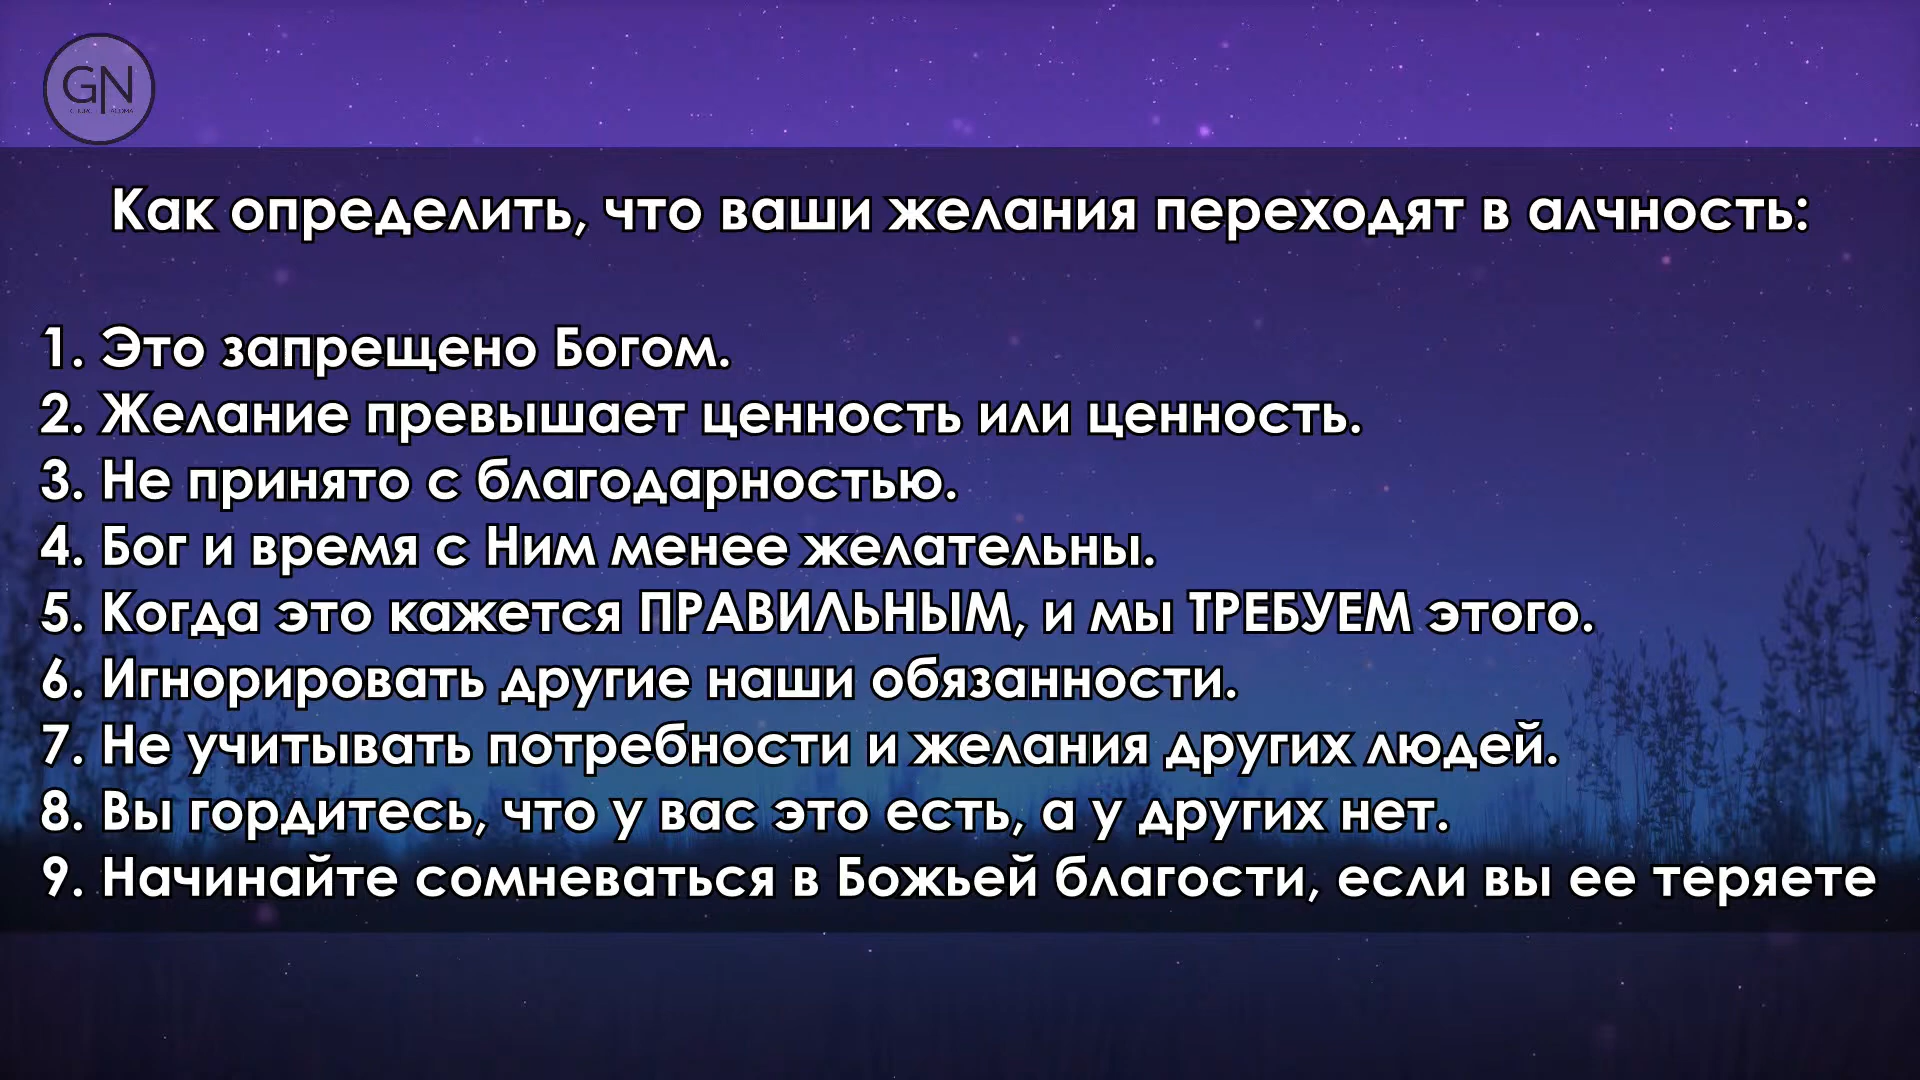 GN
Как определить, что ваши желания переходят в алчность:
1. Это запрещено Богом.
2. Желание превышает ценность или ценность.
3. Не принято с благодарностью.
4. Бог и время с Ним менее желательны.
5. Когда это кажется ПРАВИЛЬНЫМ, и мы ТРЕБУЕМ этого.
6. Игнорировать другие наши обязанности.
7. Не учитывать потребности и желания других людей.
8. Вы гордитесь, что у вас это есть, а у других нет.
9. Начинайте сомневаться в Божьей благости, если вы ее теряете